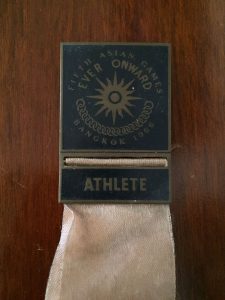 FIFTH ASIAN GAMES
EVER ONWARD
BANGKOK 1966
ATHLETE